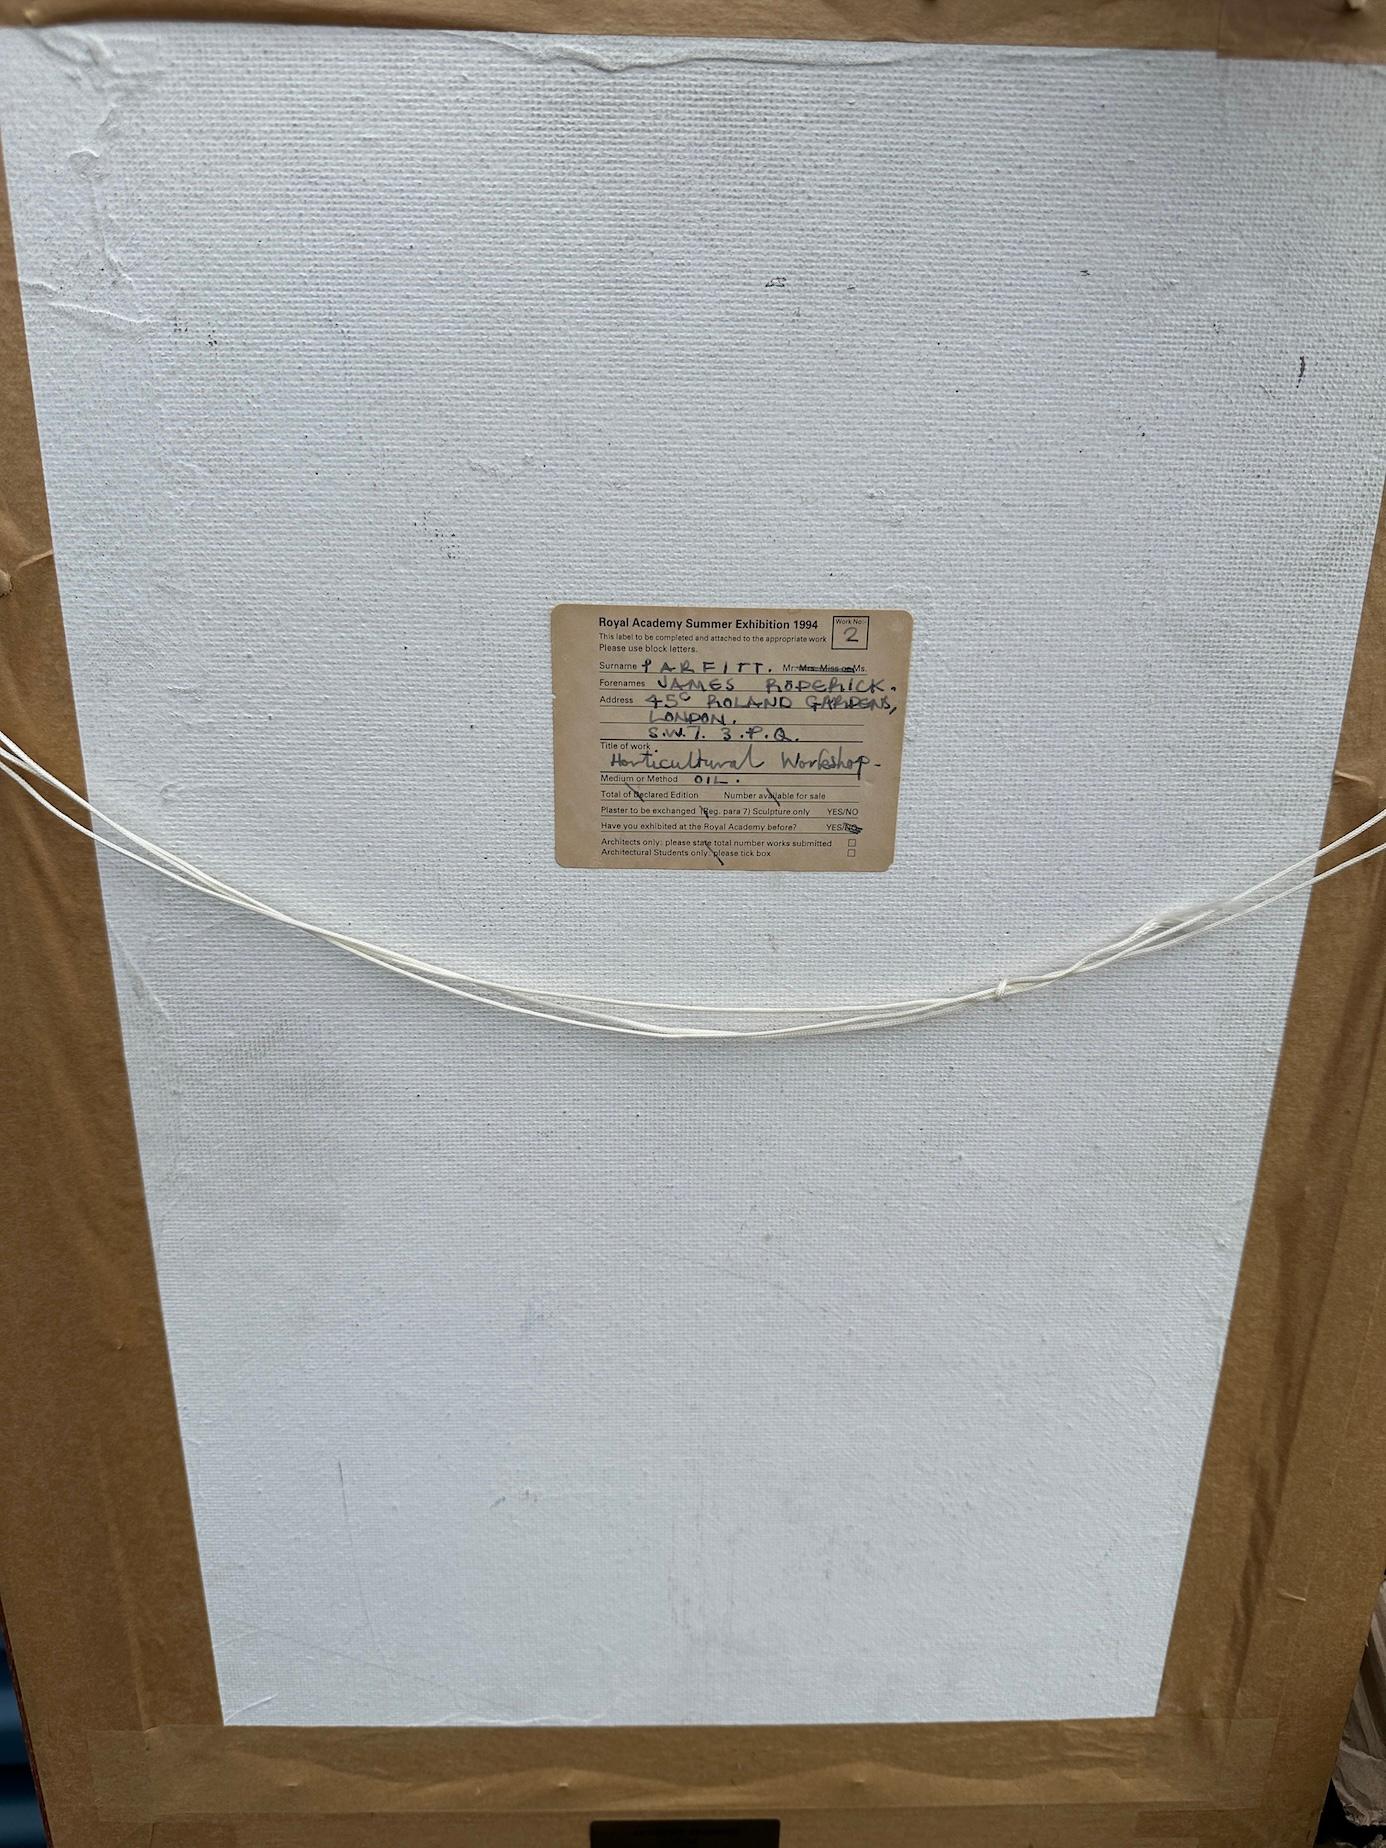 Royal Academy Summer Exhibition 1994
Work No:
2
This label to be completed and attached to the appropriate work
Please use block letters.
Surname PARFITT. Mr. Mrs. Miss or Ms.
Forenames JAMES RODERICK.
Address 45C ROLAND GARDENS,
LONDON.
S.W.7. 3.P.Q.
Title of work
Horticultural Workshop-
Medium or Method OIL.
Total of Declared Edition Number available for sale
Plaster to be exchanged (Reg. para 7) Sculpture only YES/NO
Have you exhibited at the Royal Academy before? YES/NO
Architects only: please state total number works submitted
Architectural Students only: please tick box